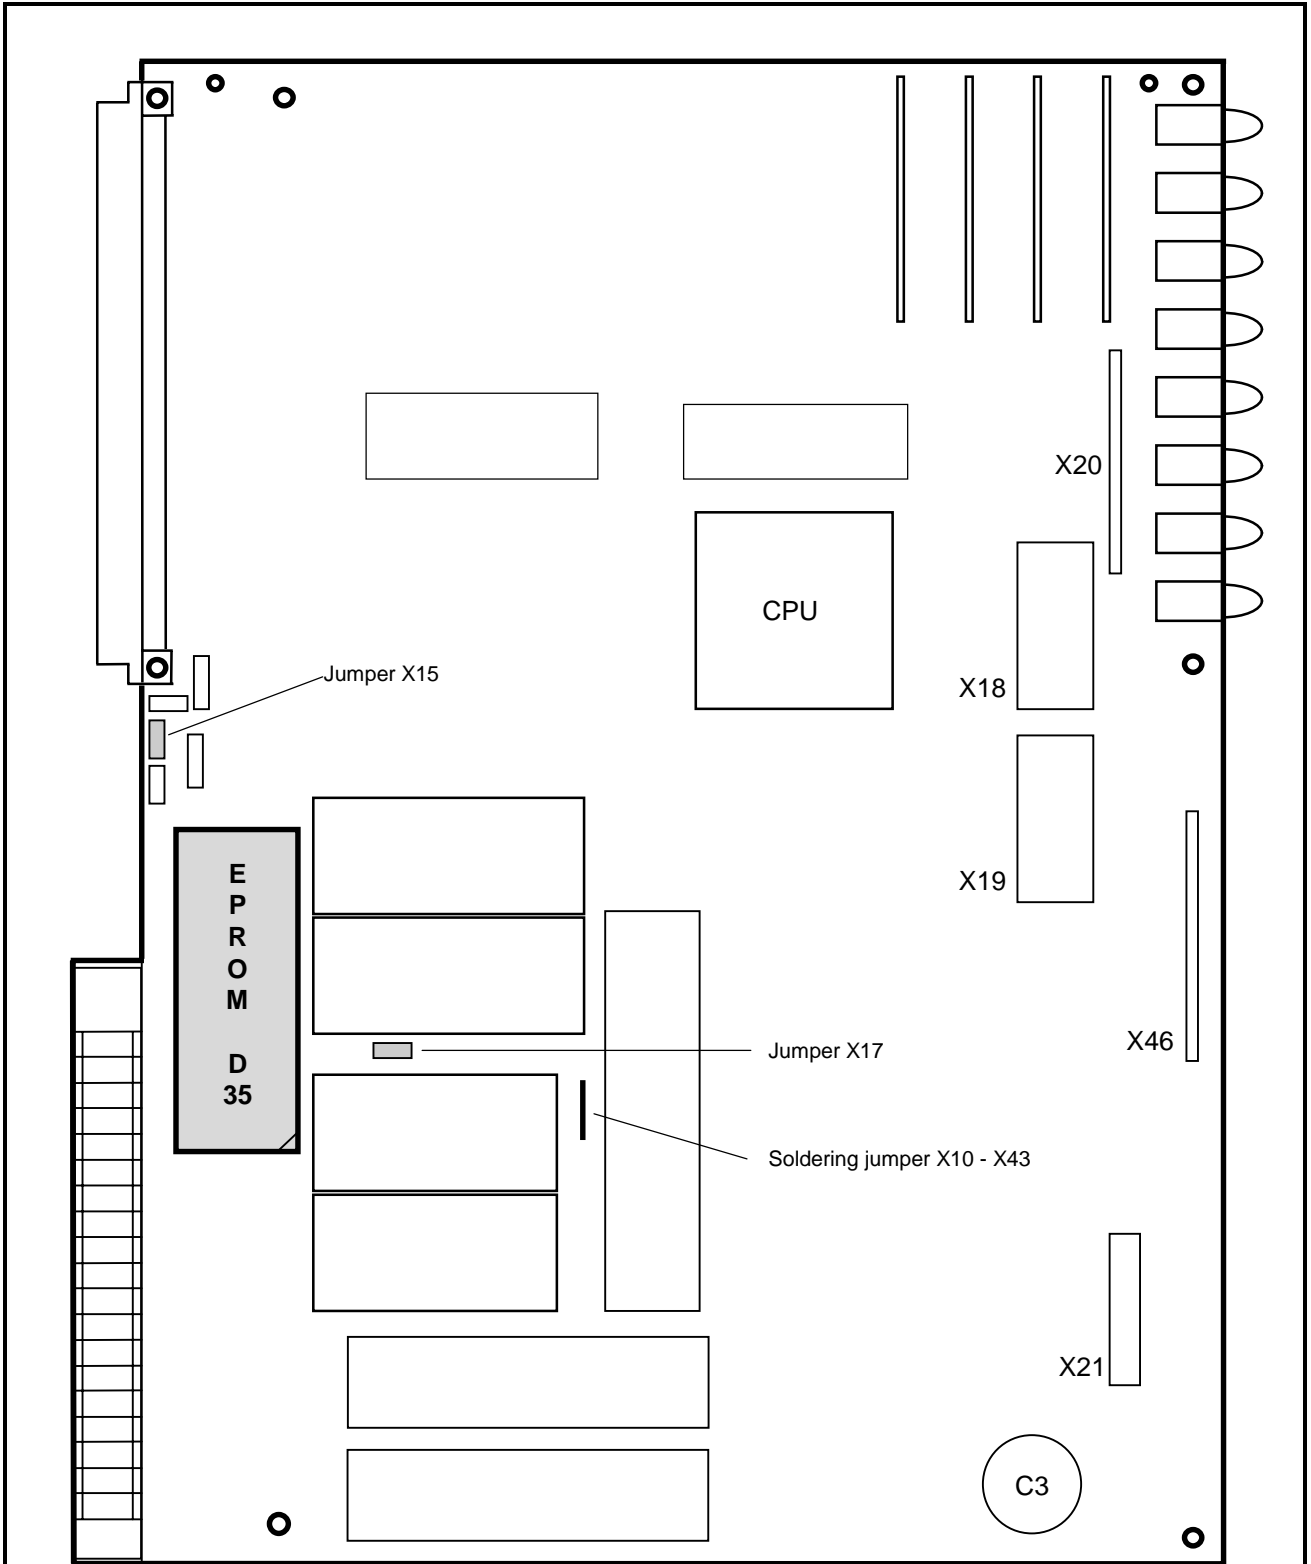 X20
CPU
Jumper X15
X18
E
P
R
O
M
D
35
X19
X46
Jumper X17
Soldering jumper X10 - X43
X21
C3